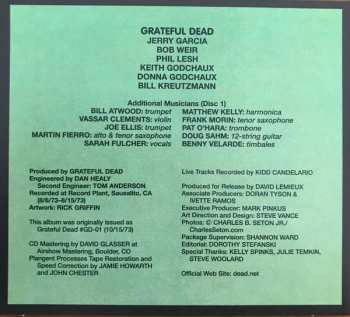 GRATEFUL DEAD
JERRY GARCIA
BOB WEIR
PHIL LESH
KEITH GODCHAUX
DONNA GODCHAUX
BILL KREUTZMANN
Additional Musicians (Disc 1)
BILL ATWOOD: trumpet
VASSAR CLEMENTS: violin
JOE ELLIS: trumpet
MARTIN FIERRO: alto & tenor saxophone
SARAH FULCHER: vocals
MATTHEW KELLY: harmonica
FRANK MORIN: tenor saxophone
PAT O'HARA: trombone
DOUG SAHM: 12-string guitar
BENNY VELARDE: timbales
Produced by GRATEFUL DEAD
Engineered by DAN HEALY
Second Engineer: TOM ANDERSON
Recorded at Record Plant, Sausalito, CA
(8/6/73–8/15/73)
Artwork: RICK GRIFFIN
This album was originally issued as
Grateful Dead #GD-01 (10/15/73)
CD Mastering by DAVID GLASSER at
Airshow Mastering, Boulder, CO
Plangent Processes Tape Restoration and
Speed Correction by JAMIE HOWARTH
and JOHN CHESTER
Live Tracks Recorded by KIDD CANDELARIO
Produced for Release by DAVID LEMIEUX
Associate Producers: DORAN TYSON &
IVETTE RAMOS
Executive Producer: MARK PINKUS
Art Direction and Design: STEVE VANCE
Photos: CHARLES B. SETON JR./
CharlesSeton.com
Package Supervision: SHANNON WARD
Editorial: DOROTHY STEFANSKI
Special Thanks: KELLY SPINKS, JULIE TEMKIN,
STEVE WOOLARD
Official Web Site: dead.net